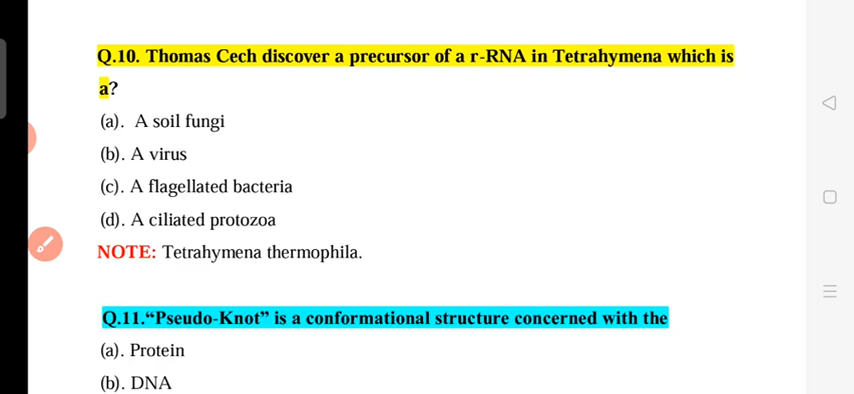 Q.10. Thomas Cech discover a precursor of a r-RNA in Tetrahymena which is
a?
(a). A soil fungi
(b). A virus
(c). A flagellated bacteria
(d). A ciliated protozoa
NOTE: Tetrahymena thermophila.
Q.11.“Pseudo-Knot” is a conformational structure concerned with the
(a). Protein
(b). DNA